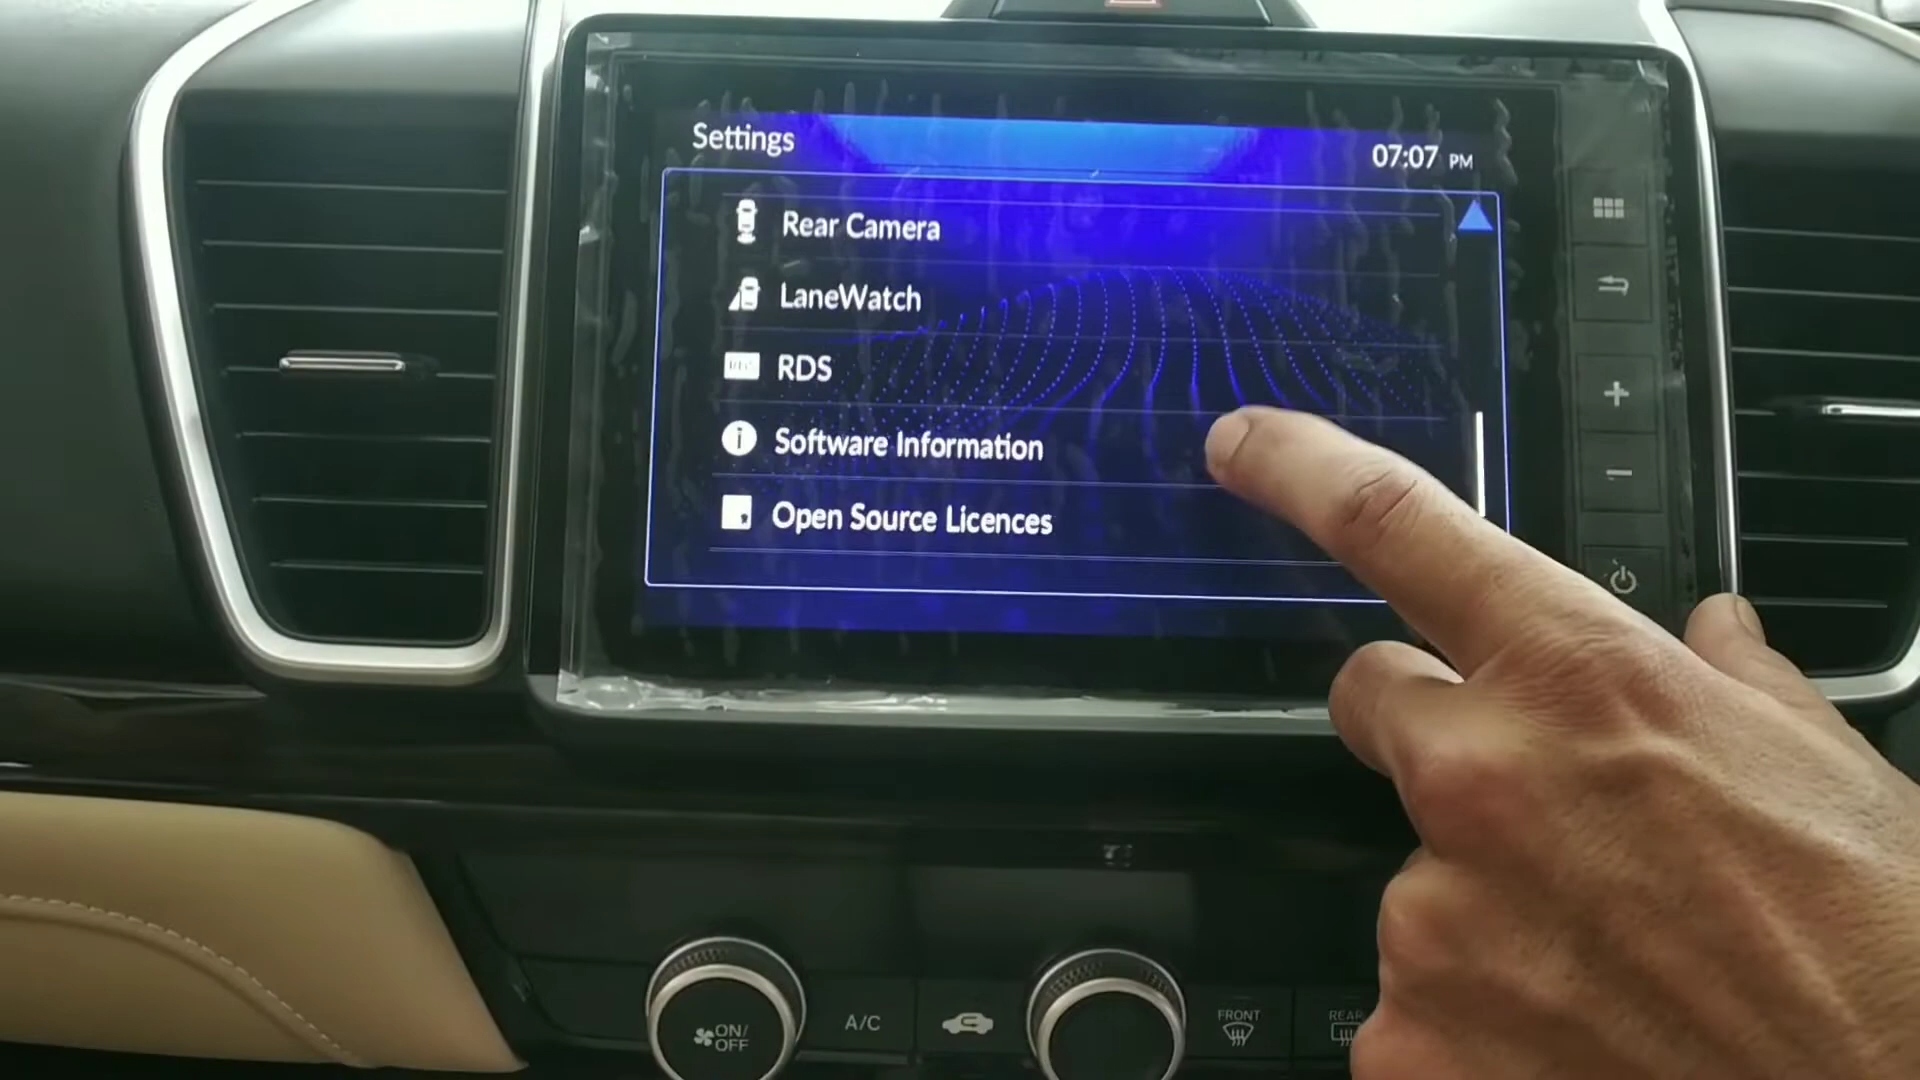 Settings
07:07 PM
Rear Camera
LaneWatch
RDS
Software Information
Open Source Licences
ON/
OFF
A/C
FRONT
REAR